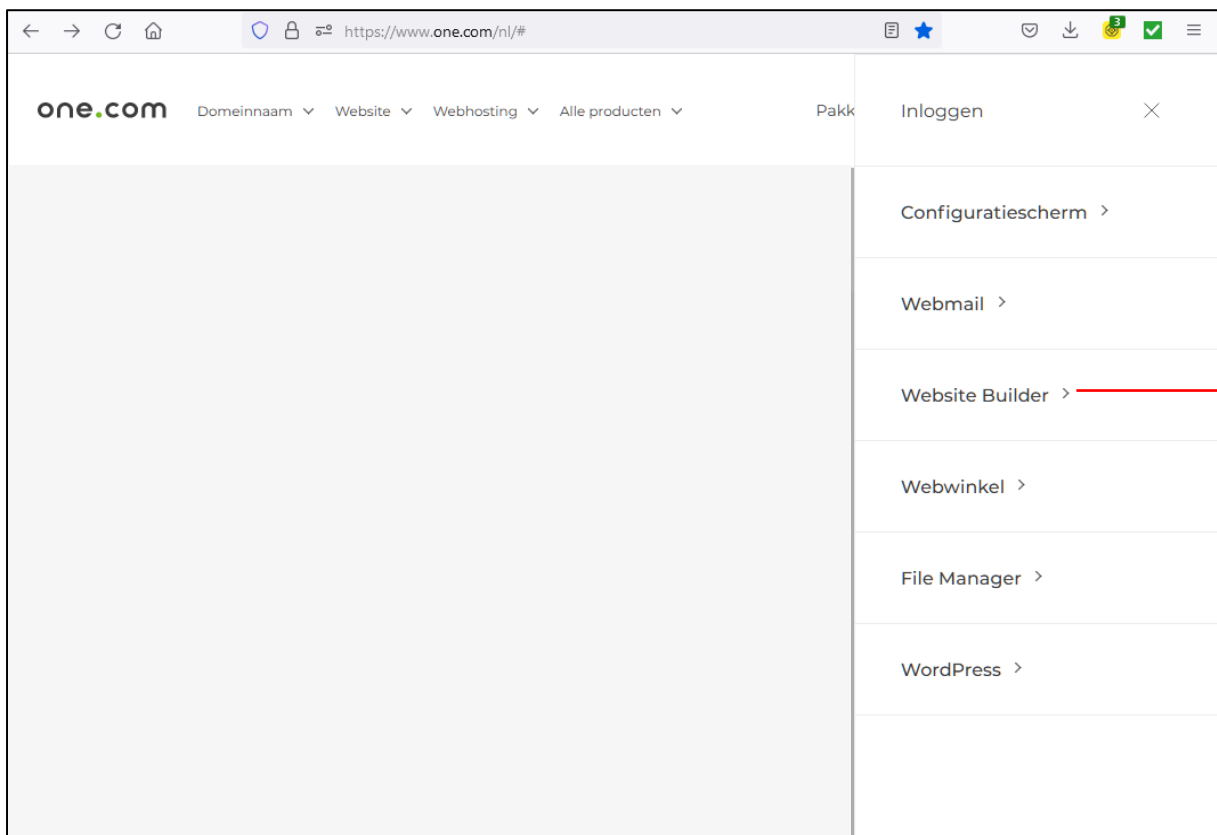 https://www.one.com/nl/#
3
one.com Domeinnaam Website Webhosting Alle producten Pakk
Inloggen
Configuratiescherm
Webmail
Website Builder
Webwinkel
File Manager
WordPress